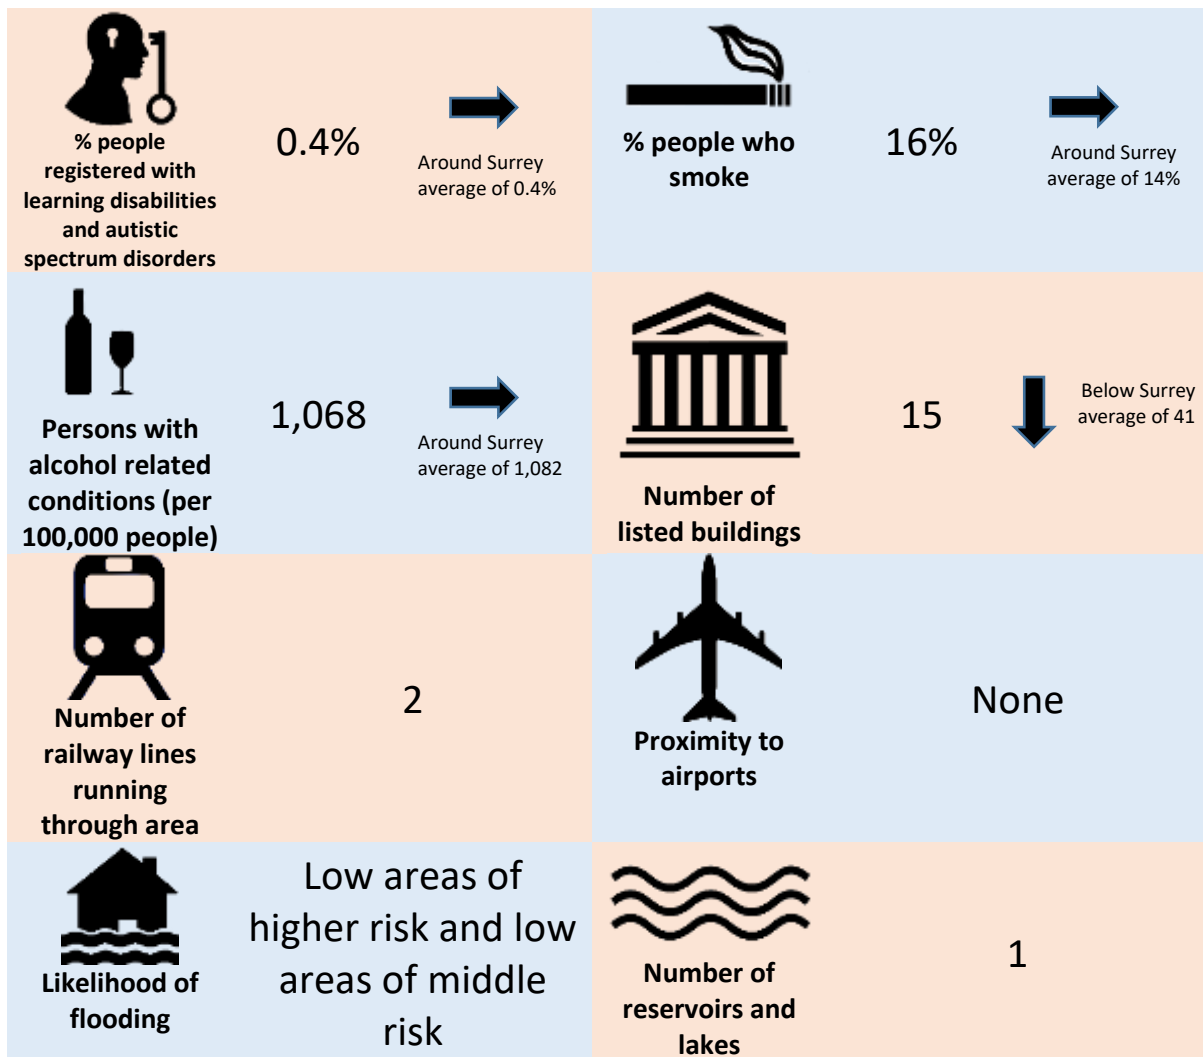 % people
registered with
learning disabilities
and autistic
spectrum disorders
0.4%
Around Surrey
average of 0.4%
% people who
smoke
16%
Around Surrey
average of 14%
Persons with
alcohol related
conditions (per
100,000 people)
1,068
Around Surrey
average of 1,082
Number of
listed buildings
15
Below Surrey
average of 41
Number of
railway lines
running
through area
2
Proximity to
airports
None
Likelihood of
flooding
Low areas of
higher risk and low
areas of middle
risk
Number of
reservoirs and
lakes
1